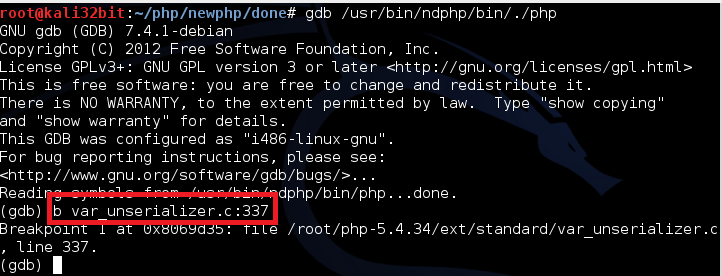 root@kali32bit:~/php/newphp/done# gdb /usr/bin/ndphp/bin/./php
GNU gdb (GDB) 7.4.1-debian
Copyright (C) 2012 Free Software Foundation, Inc.
License GPLv3+: GNU GPL version 3 or later <http://gnu.org/licenses/gpl.html>
This is free software: you are free to change and redistribute it.
There is NO WARRANTY, to the extent permitted by law.  Type "show copying"
and "show warranty" for details.
This GDB was configured as "i486-linux-gnu".
For bug reporting instructions, please see:
<http://www.gnu.org/software/gdb/bugs/>...
Reading symbols from /usr/bin/ndphp/bin/php...done.
(gdb) b var_unserializer.c:337
Breakpoint 1 at 0x8069d35: file /root/php-5.4.34/ext/standard/var_unserializer.c
, line 337.
(gdb)